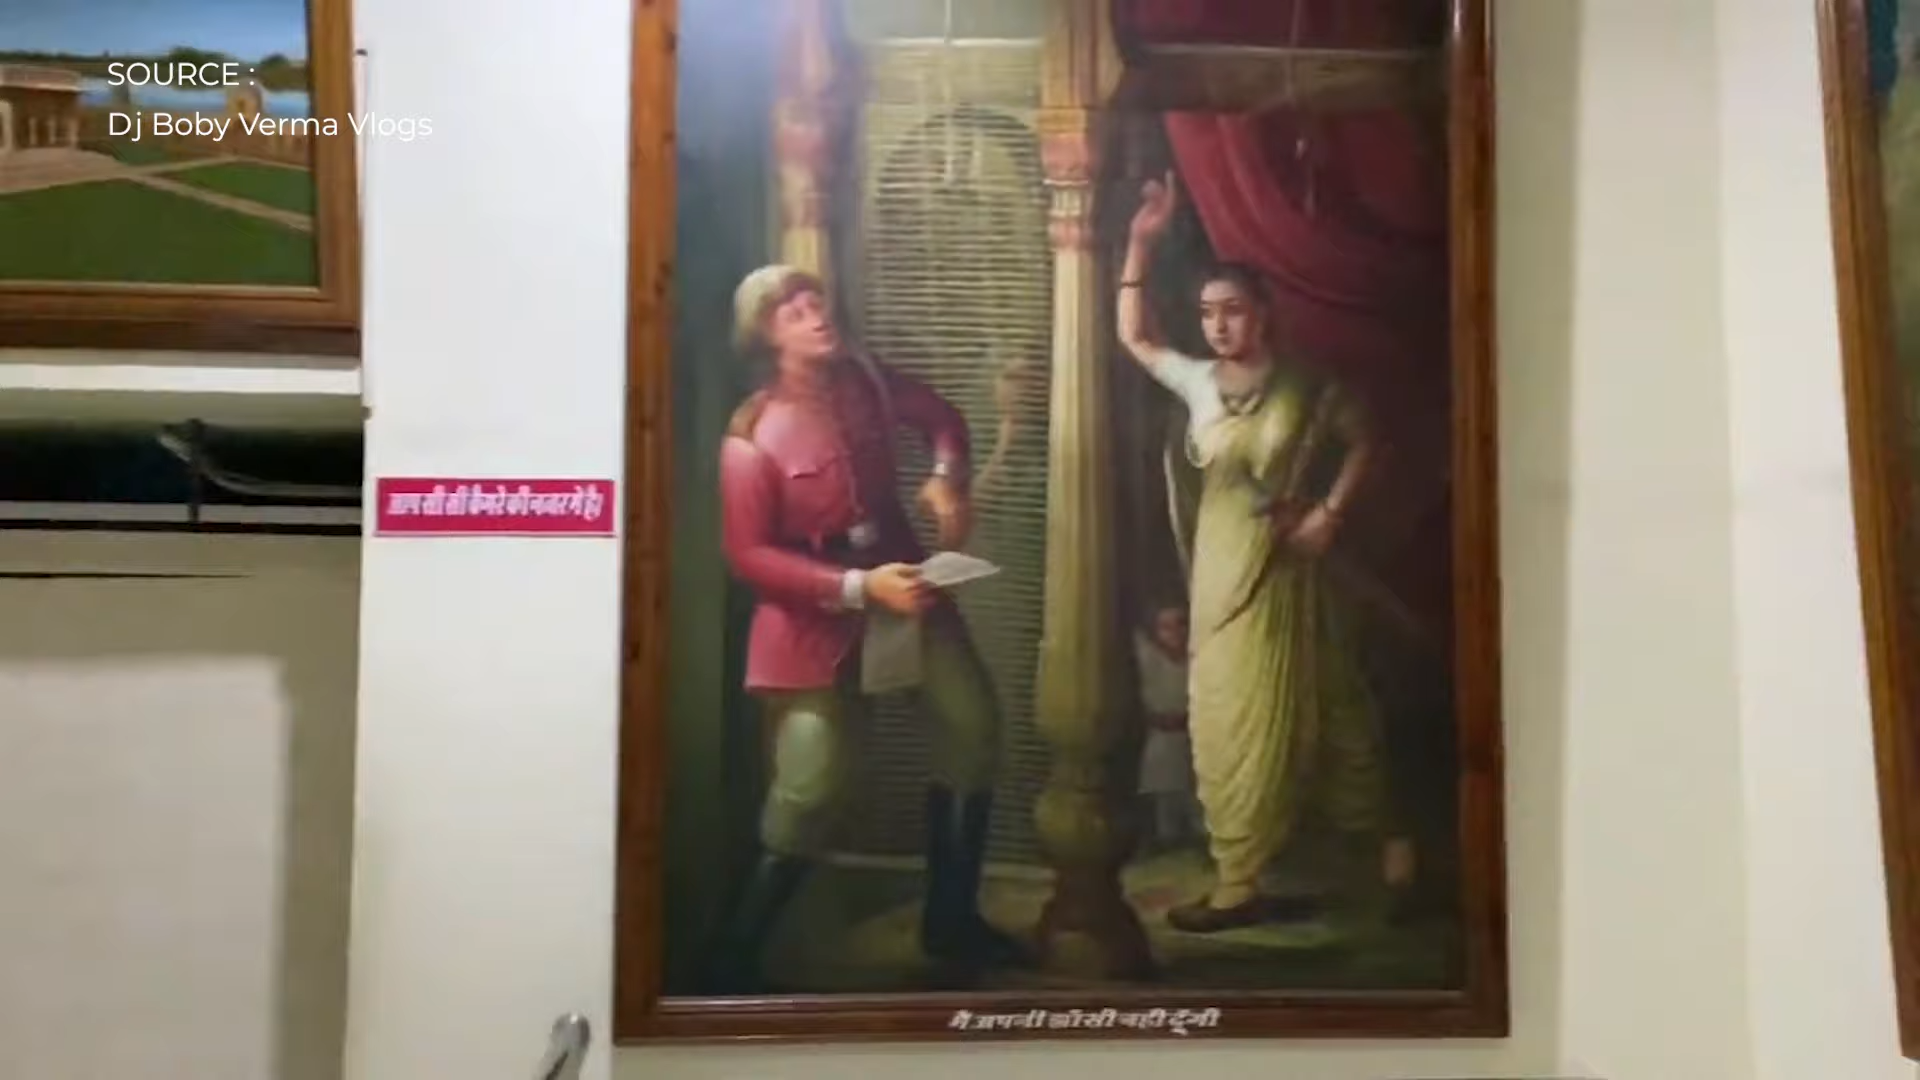 SOURCE :
Dj Boby Verma Vlogs
आप सी सी कैमरे की नजर में है।
मैं अपनी झाँसी नहीं दूँगी